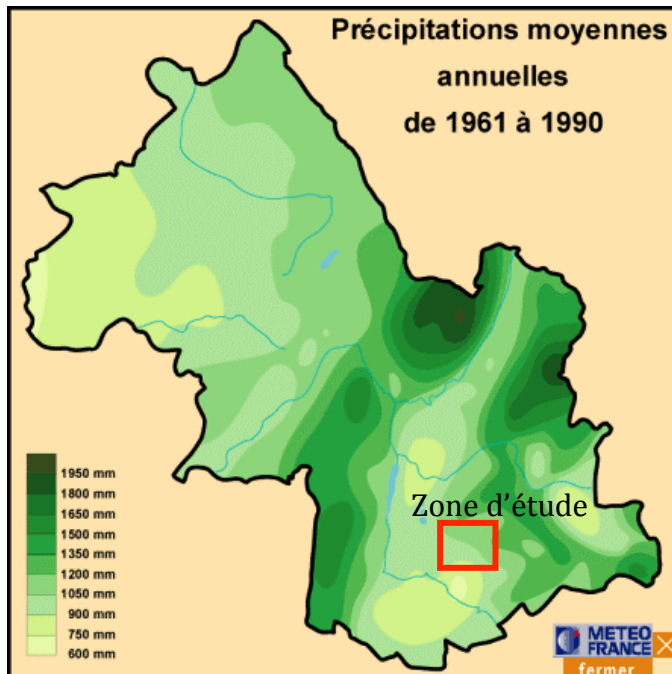 Précipitations moyennes
annuelles
de 1961 à 1990
Zone d’étude
1950 mm
1800 mm
1650 mm
1500 mm
1350 mm
1200 mm
1050 mm
900 mm
750 mm
600 mm
METEO
FRANCE
fermer